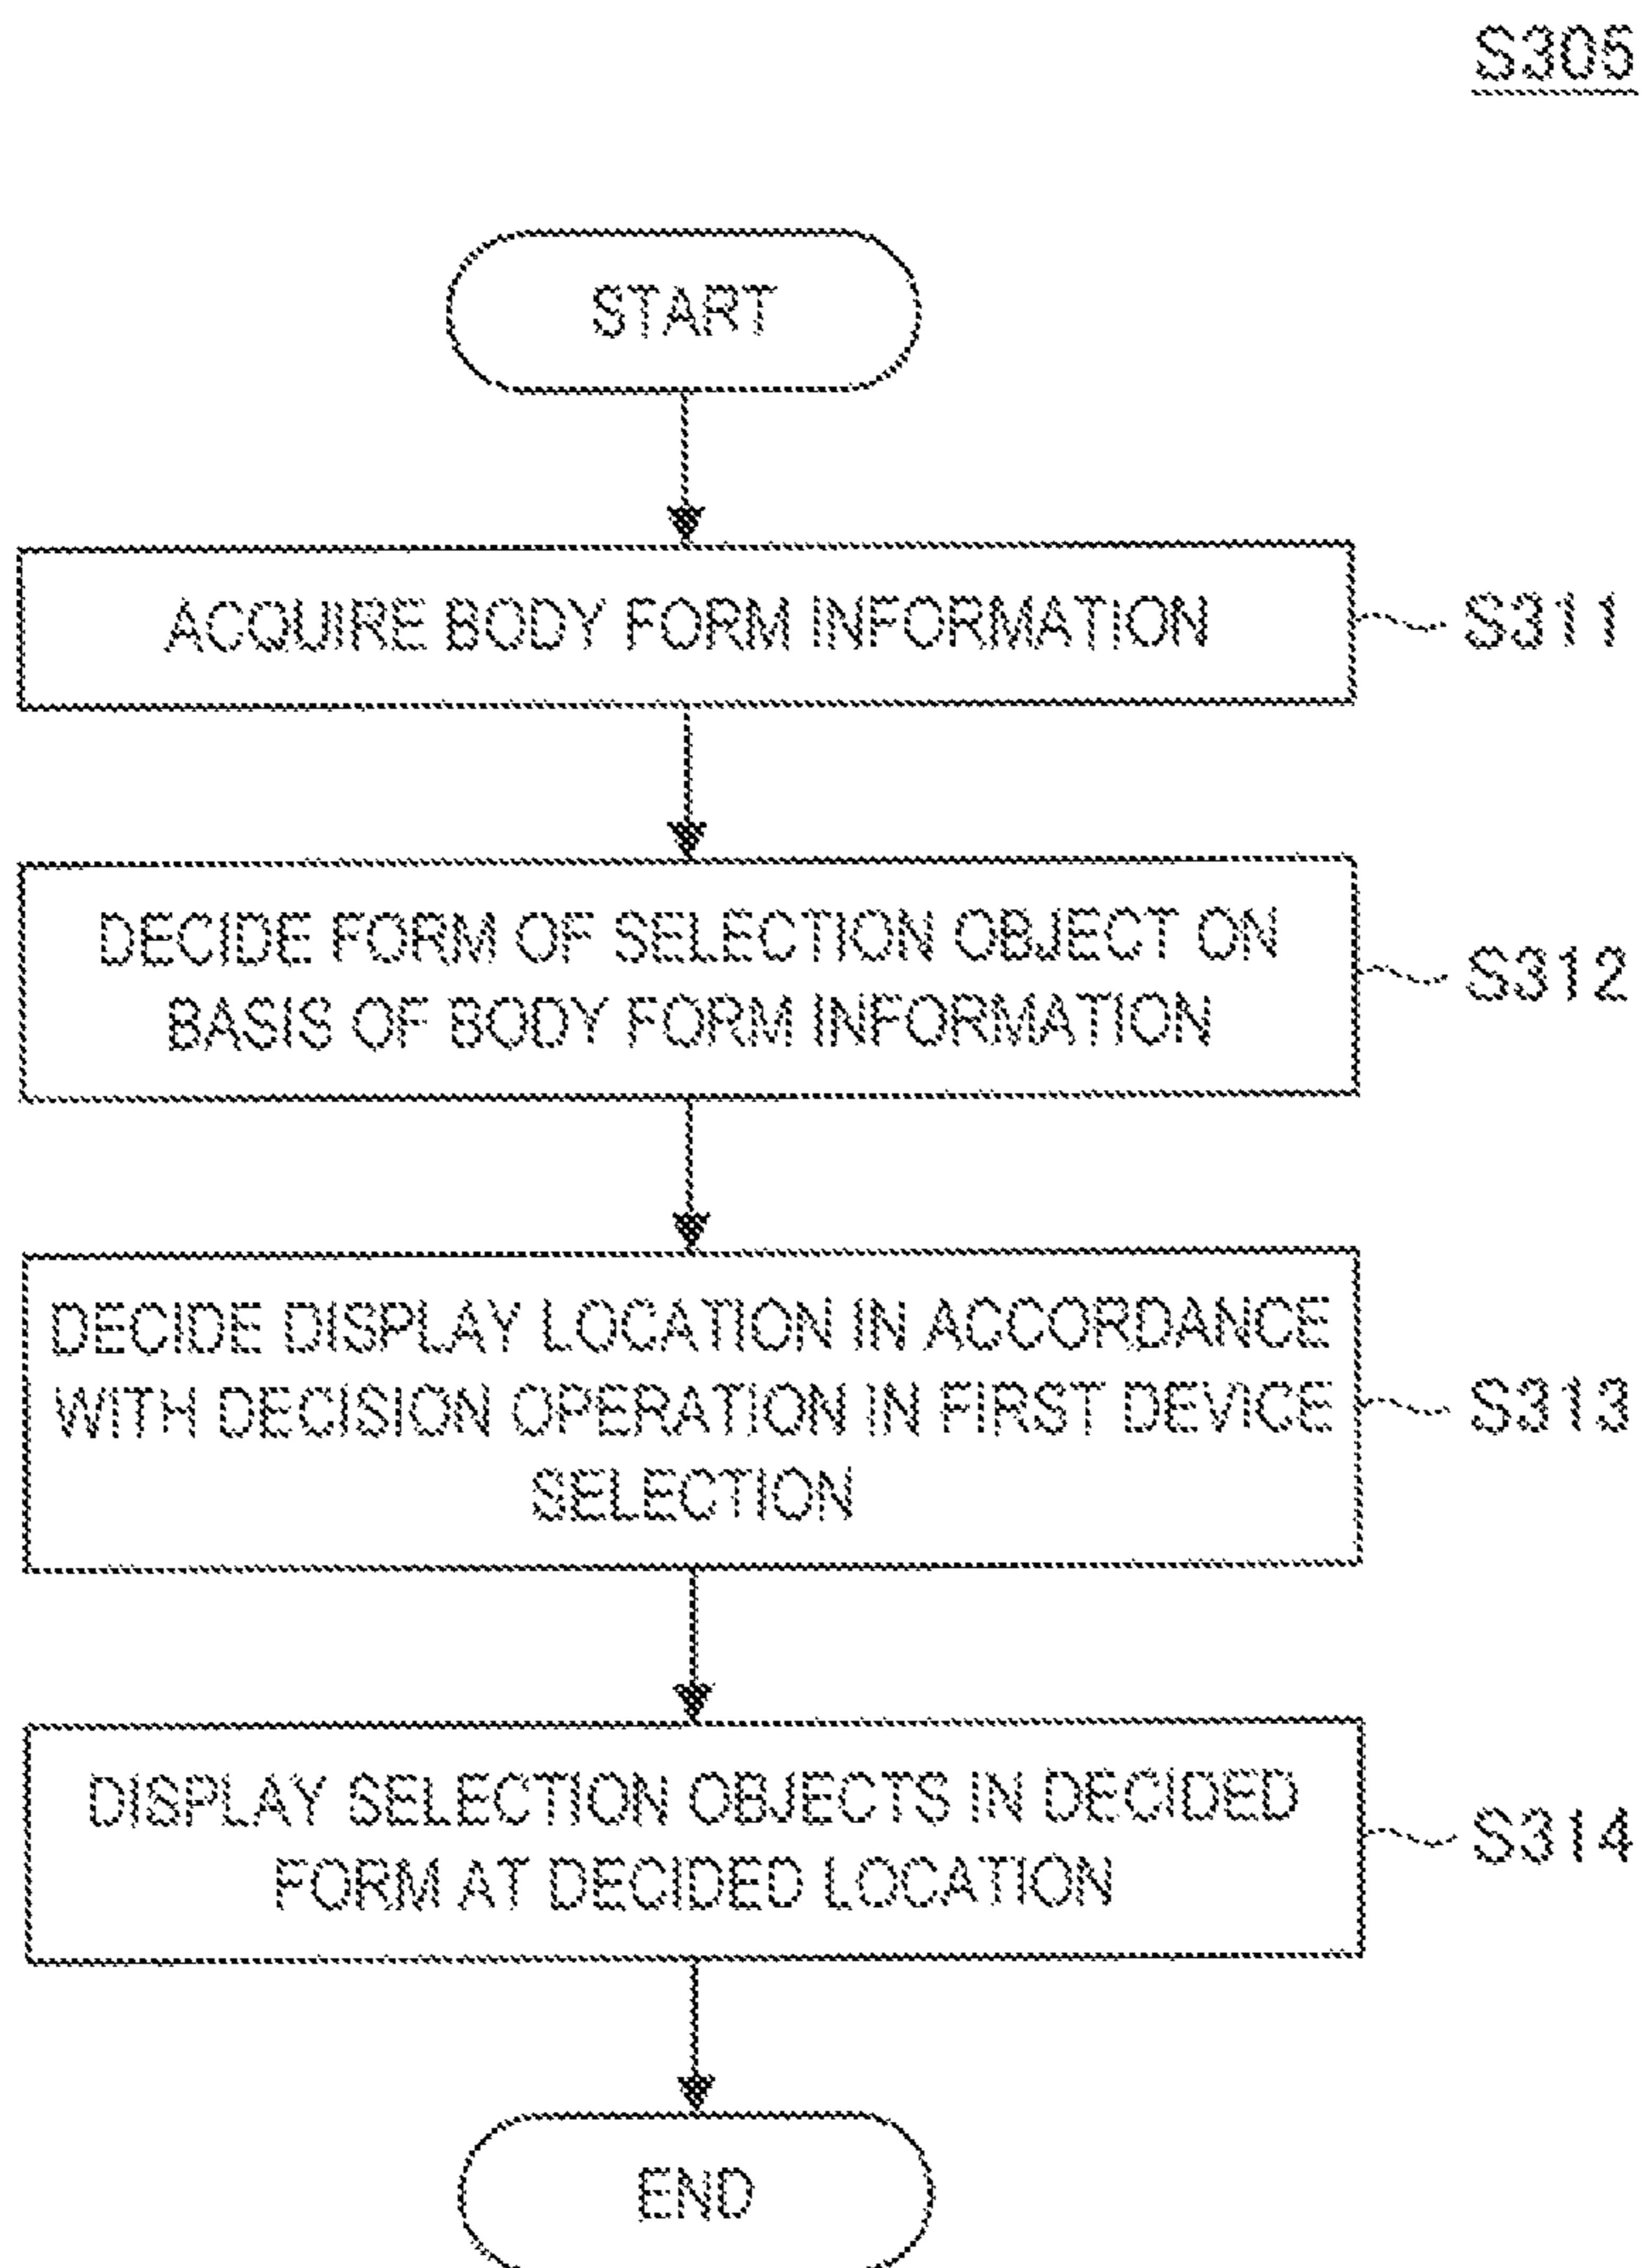 S305
START
ACQUIRE BODY FORM INFORMATION
S311
DECIDE FORM OF SELECTION OBJECT ON
BASIS OF BODY FORM INFORMATION
S312
DECIDE DISPLAY LOCATION IN ACCORDANCE
WITH DECISION OPERATION IN FIRST DEVICE
SELECTION
S313
DISPLAY SELECTION OBJECTS IN DECIDED
FORM AT DECIDED LOCATION
S314
END